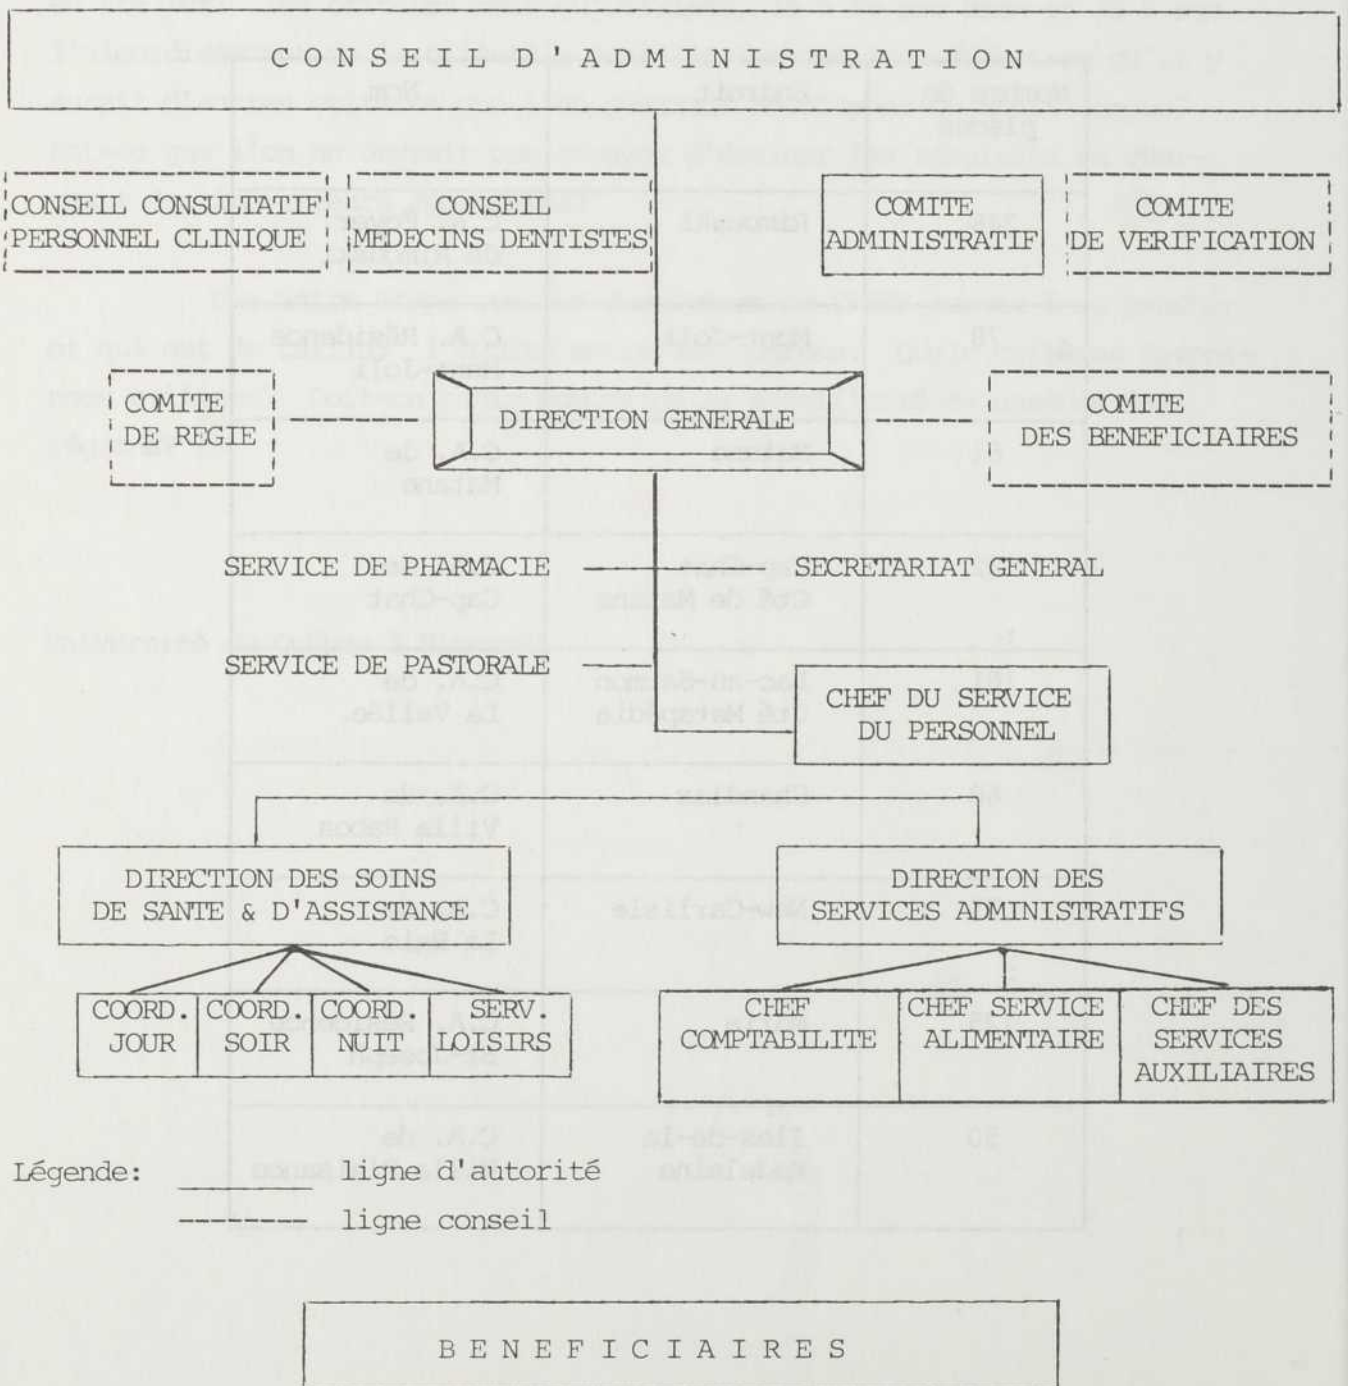 CONSEIL D'ADMINISTRATION
CONSEIL CONSULTATIF
PERSONNEL CLINIQUE
CONSEIL
MEDECINS DENTISTES
COMITE
ADMINISTRATIF
COMITE
DE VERIFICATION
COMITE
DE REGIE
DIRECTION GENERALE
COMITE
DES BENEFICIAIRES
SERVICE DE PHARMACIE
SECRETARIAT GENERAL
SERVICE DE PASTORALE
CHEF DU SERVICE
DU PERSONNEL
DIRECTION DES SOINS
DE SANTE & D'ASSISTANCE
DIRECTION DES
SERVICES ADMINISTRATIFS
COORD.
JOUR
COORD.
SOIR
COORD.
NUIT
SERV.
LOISIRS
CHEF
COMPTABILITE
CHEF SERVICE
ALIMENTAIRE
CHEF DES
SERVICES
AUXILIAIRES
Légende:
ligne d'autorité
ligne conseil
BENEFICIAIRES